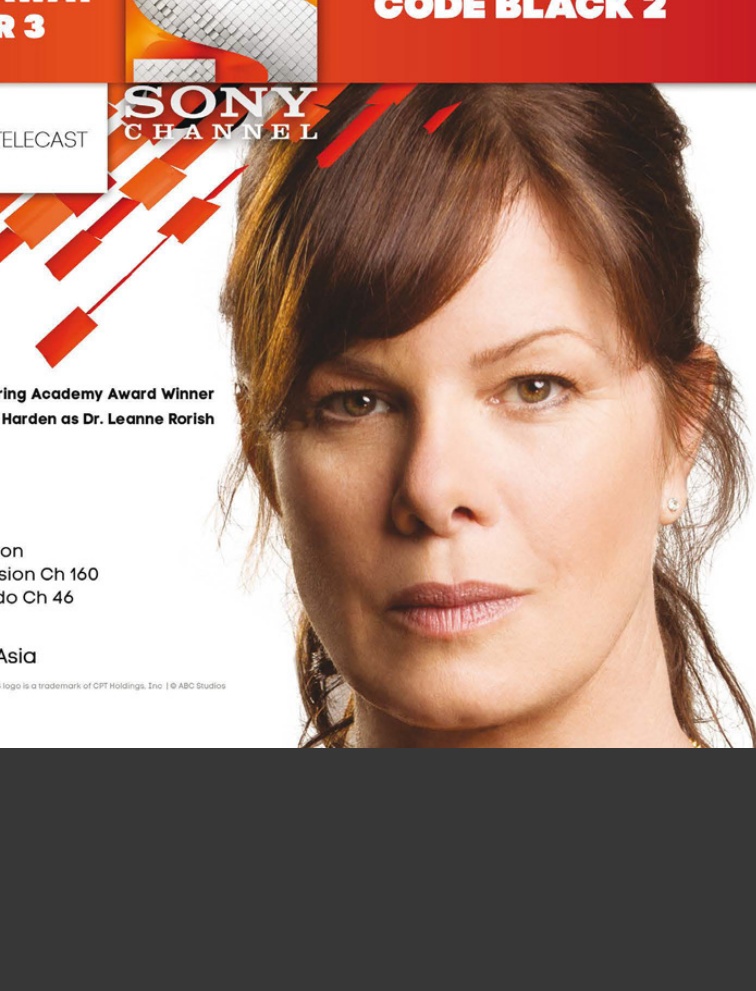 R 3
CODE BLACK 2
SONY
CHANNEL
TELECAST
ring Academy Award Winner
Harden as Dr. Leanne Rorish
on
sion Ch 160
do Ch 46
Asia
logo is a trademark of CPT Holdings, Inc | © ABC Studios